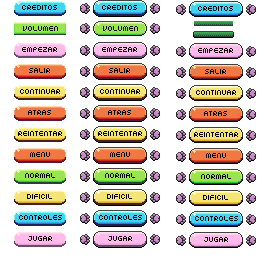 CREDITOS CREDITOS CREDITOS
VOLUMEN VOLUMEN
EMPEZAR EMPEZAR EMPEZAR
SALIR SALIR SALIR
CONTINUAR CONTINUAR CONTINUAR
ATRAS ATRAS ATRAS
REINTENTAR REINTENTAR REINTENTAR
MENU MENU MENU
NORMAL NORMAL NORMAL
DIFICIL DIFICIL DIFICIL
CONTROLES CONTROLES CONTROLES
JUGAR JUGAR JUGAR